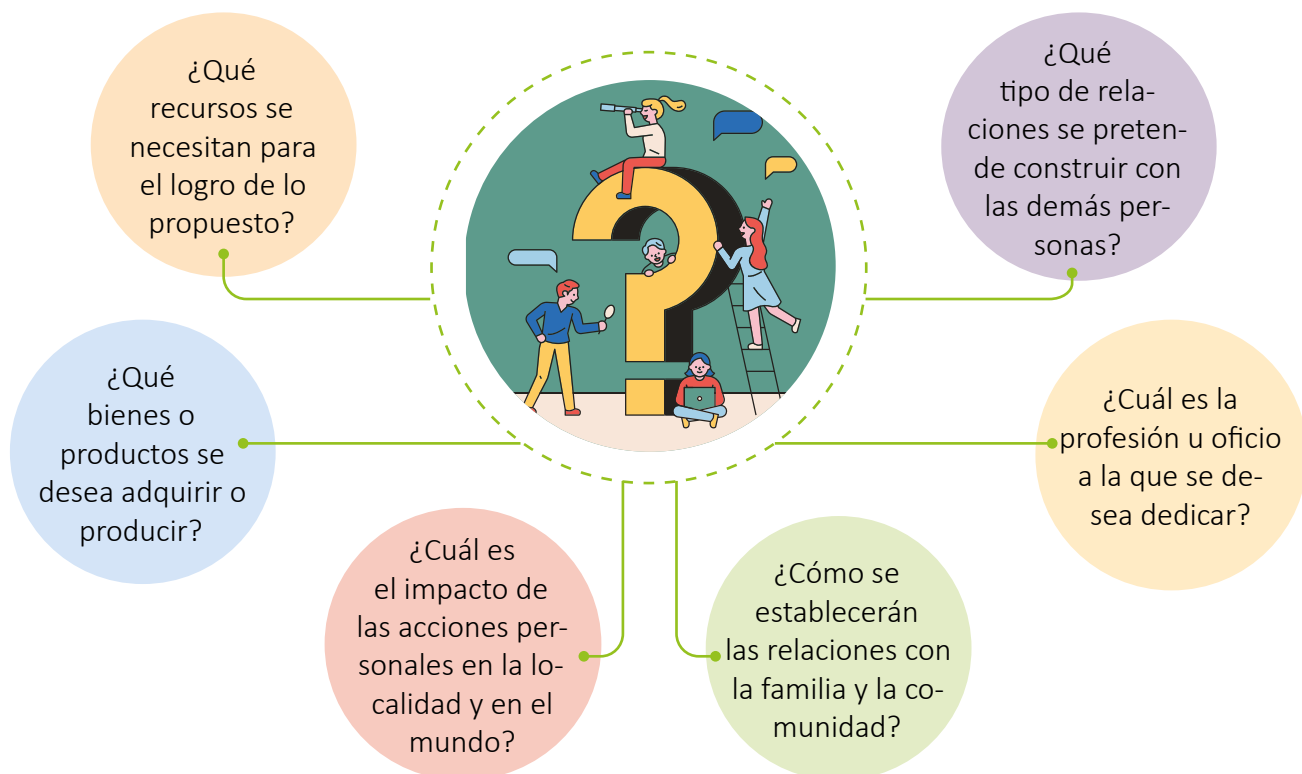 ¿Qué
recursos se
necesitan para
el logro de lo
propuesto?
¿Qué
tipo de rela-
ciones se preten-
de construir con
las demás per-
sonas?
¿Qué
bienes o
productos se
desea adquirir o
producir?
¿Cuál es la
profesión u oficio
a la que se de-
sea dedicar?
¿Cuál es
el impacto de
las acciones per-
sonales en la lo-
calidad y en el
mundo?
¿Cómo se
establecerán
las relaciones con
la familia y la co-
munidad?